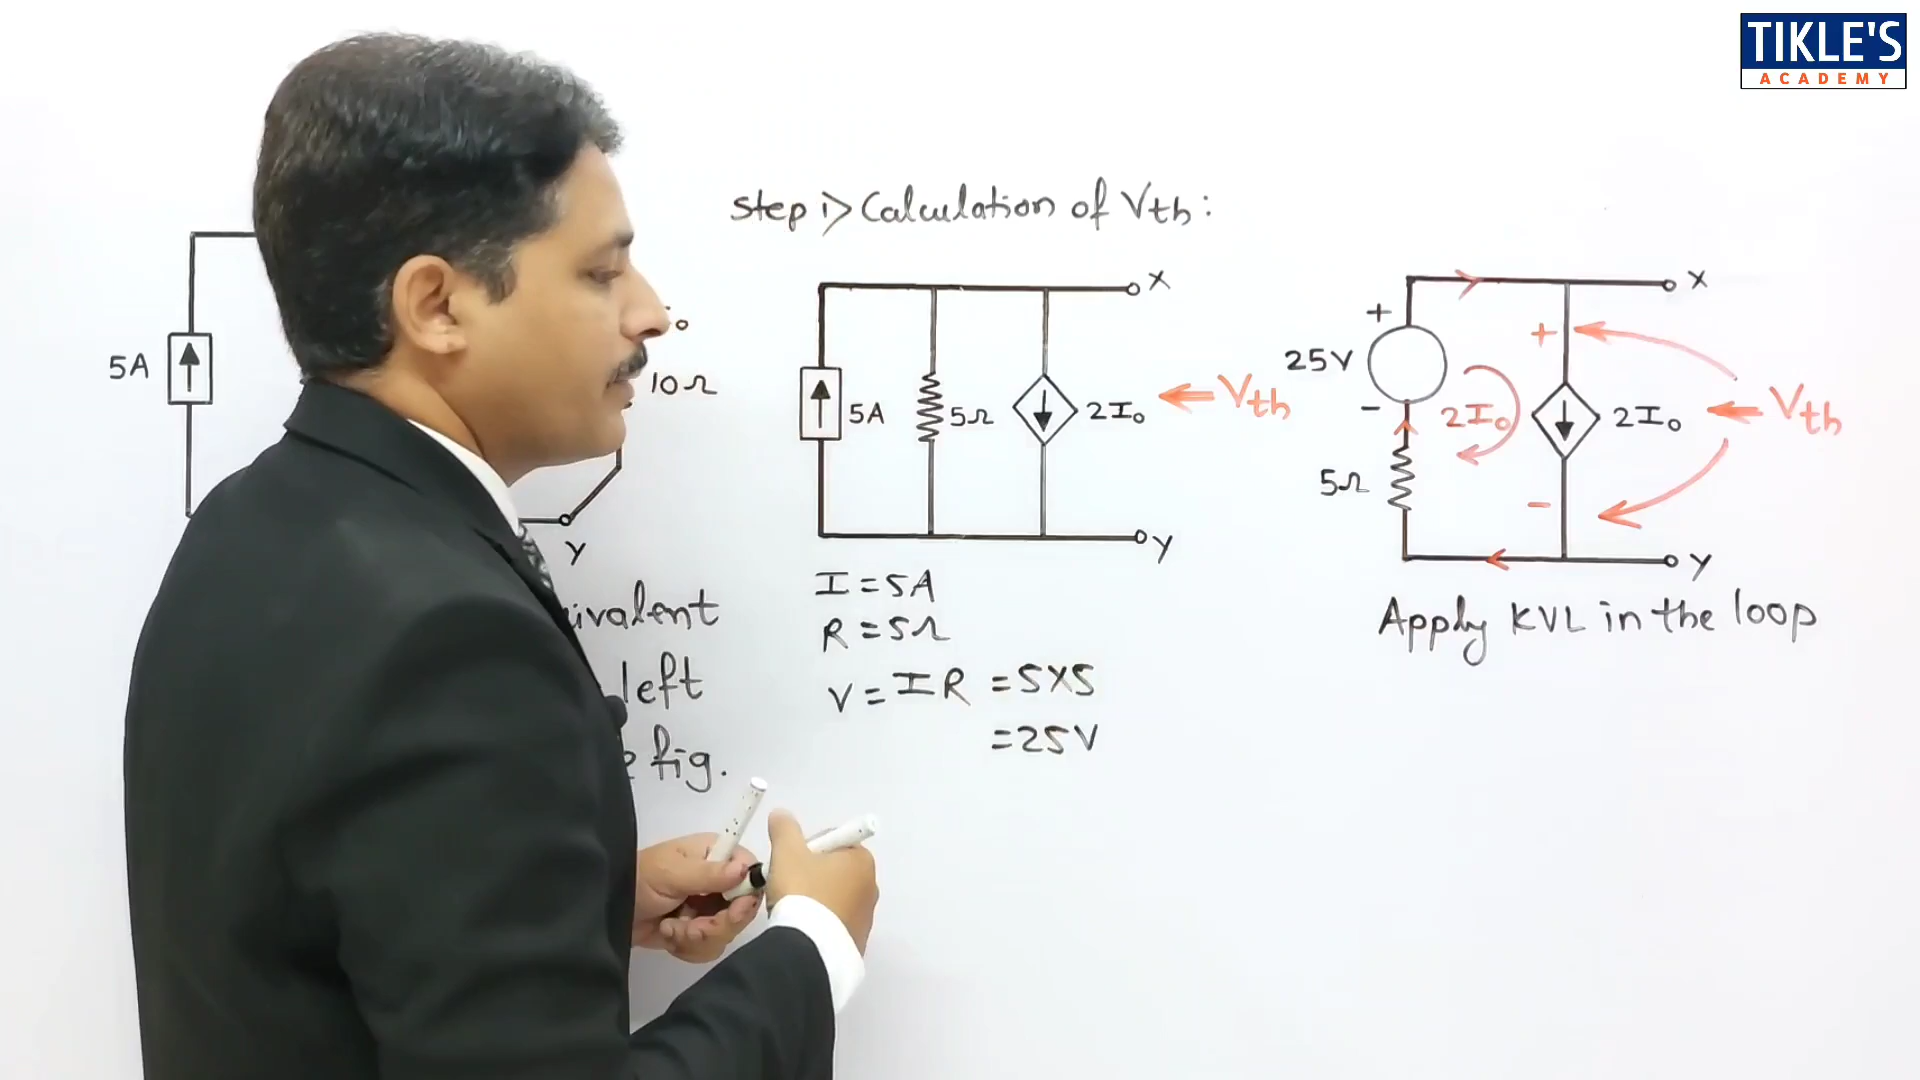 TIKLE'S
ACADEMY
Step 1> Calculation of Vth:
5A
10Ω
Y
left
fig.
X
5A
5Ω
2I₀
Vth
Y
I = 5A
R = 5Ω
V = IR = 5×5
= 25V
X
+
25V
-
5Ω
2I₀
+
-
2I₀
Vth
Y
Apply KVL in the loop